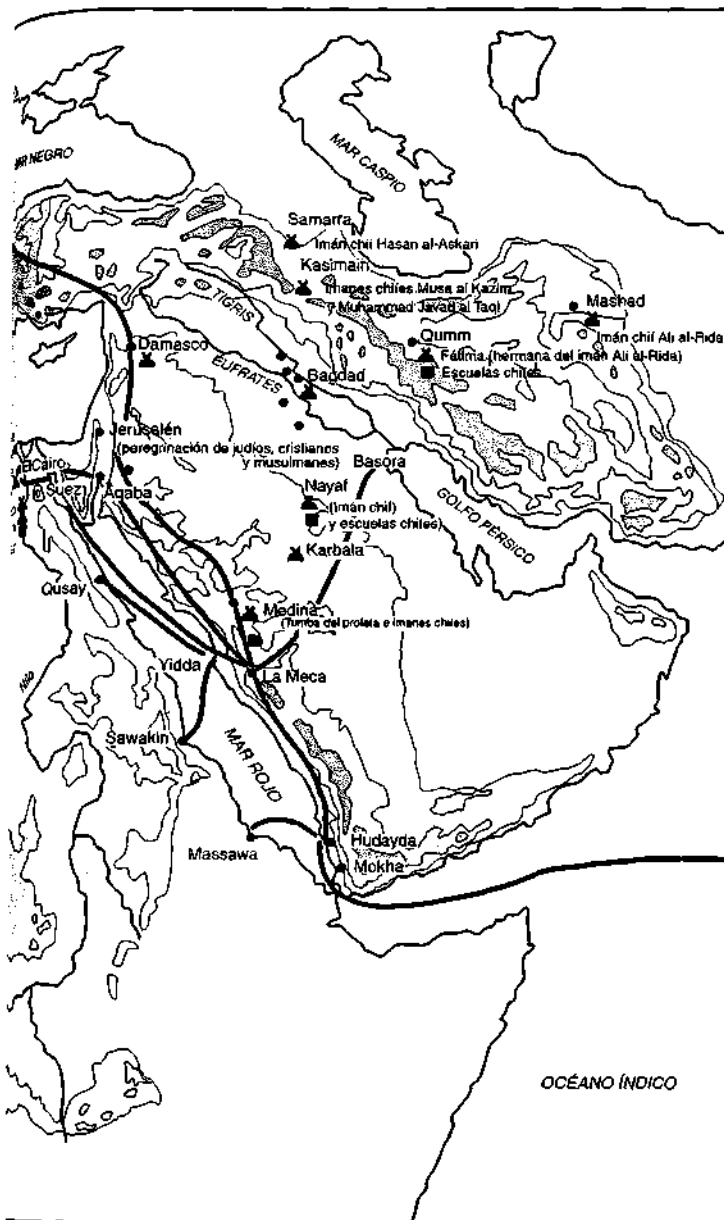 MAR NEGRO
MAR CASPIO
Samarra
Imán chií Hasan al-Askari
Kasimain
Imanes chiíes Musa al Kazim
y Muhammad Javad al Taqi
TIGRIS
Mashad
Imán chií Ali al-Rida
Qumm
Fátima (hermana del imán Ali al-Rida)
Escuelas chiíes
Damasco
EUFRATES
Bagdad
Jerusalén
(peregrinación de judíos, cristianos
y musulmanes)
Basora
El Cairo
Suez
Aqaba
Nayaf
(imán chií)
y escuelas chiíes)
GOLFO PÉRSICO
Karbala
Qusay
Medina
(Tumba del profeta e imanes chiíes)
Yidda
La Meca
Nilo
Sawakin
MAR ROJO
Massawa
Hudayda
Mokha
OCÉANO ÍNDICO